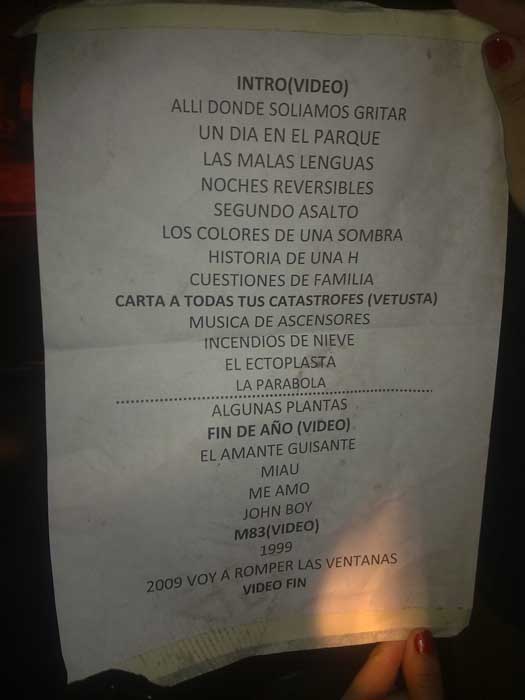 INTRO(VIDEO)
ALLI DONDE SOLIAMOS GRITAR
UN DIA EN EL PARQUE
LAS MALAS LENGUAS
NOCHES REVERSIBLES
SEGUNDO ASALTO
LOS COLORES DE UNA SOMBRA
HISTORIA DE UNA H
CUESTIONES DE FAMILIA
CARTA A TODAS TUS CATASTROFES (VETUSTA)
MUSICA DE ASCENSORES
INCENDIOS DE NIEVE
EL ECTOPLASTA
LA PARABOLA
ALGUNAS PLANTAS
FIN DE AÑO (VIDEO)
EL AMANTE GUISANTE
MIAU
ME AMO
JOHN BOY
M83(VIDEO)
1999
2009 VOY A ROMPER LAS VENTANAS
VIDEO FIN